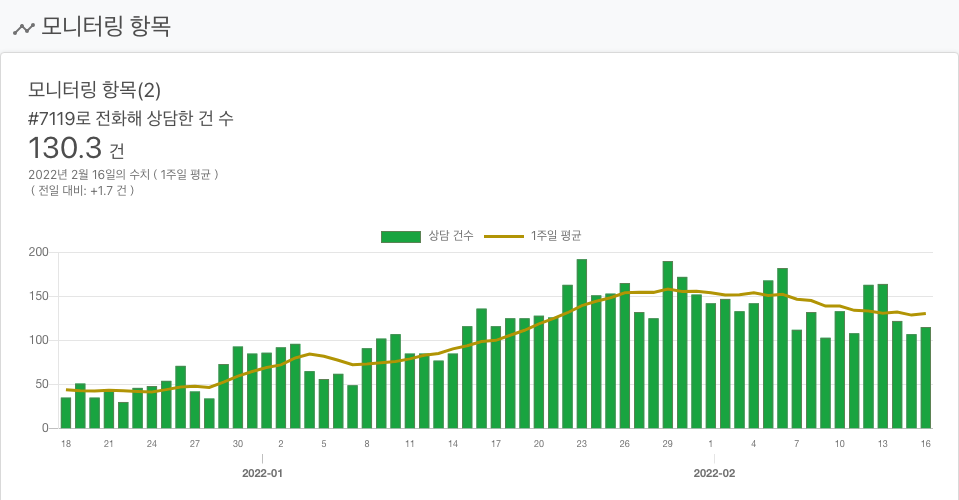 모니터링 항목
모니터링 항목(2)
#7119로 전화해 상담한 건 수
130.3 건
2022년 2월 16일의 수치 ( 1주일 평균 )
( 전일 대비: +1.7 건 )
상담 건수 1주일 평균
200
150
100
50
0
18 21 24 27 30 2 5 8 11 14 17 20 23 26 29 1 4 7 10 13 16
2022-01 2022-02